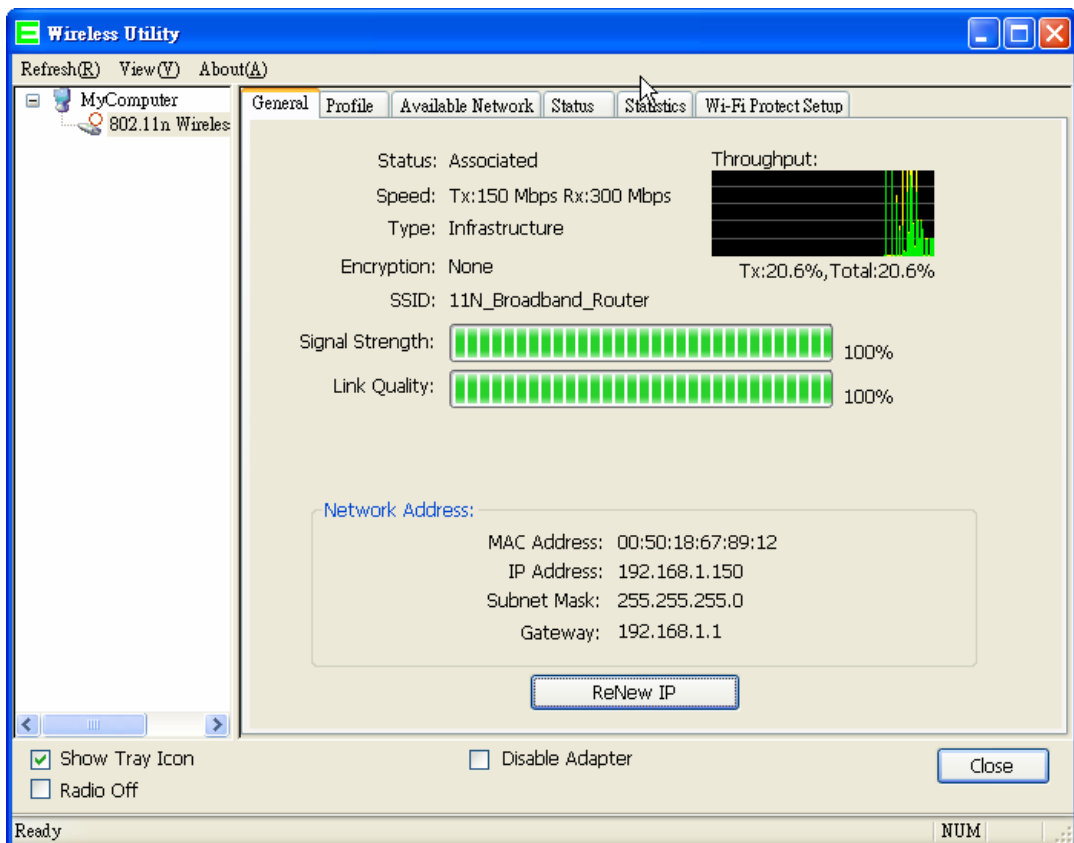 Wireless Utility
Refresh(R) View(V) About(A)
MyComputer
802.11n Wireles
General Profile Available Network Status Statistics Wi-Fi Protect Setup
Status: Associated
Throughput:
Speed: Tx:150 Mbps Rx:300 Mbps
Type: Infrastructure
Encryption: None
Tx:20.6%,Total:20.6%
SSID: 11N_Broadband_Router
Signal Strength: 100%
Link Quality: 100%
Network Address:
MAC Address: 00:50:18:67:89:12
IP Address: 192.168.1.150
Subnet Mask: 255.255.255.0
Gateway: 192.168.1.1
ReNew IP
Show Tray Icon
Disable Adapter
Close
Radio Off
Ready
NUM